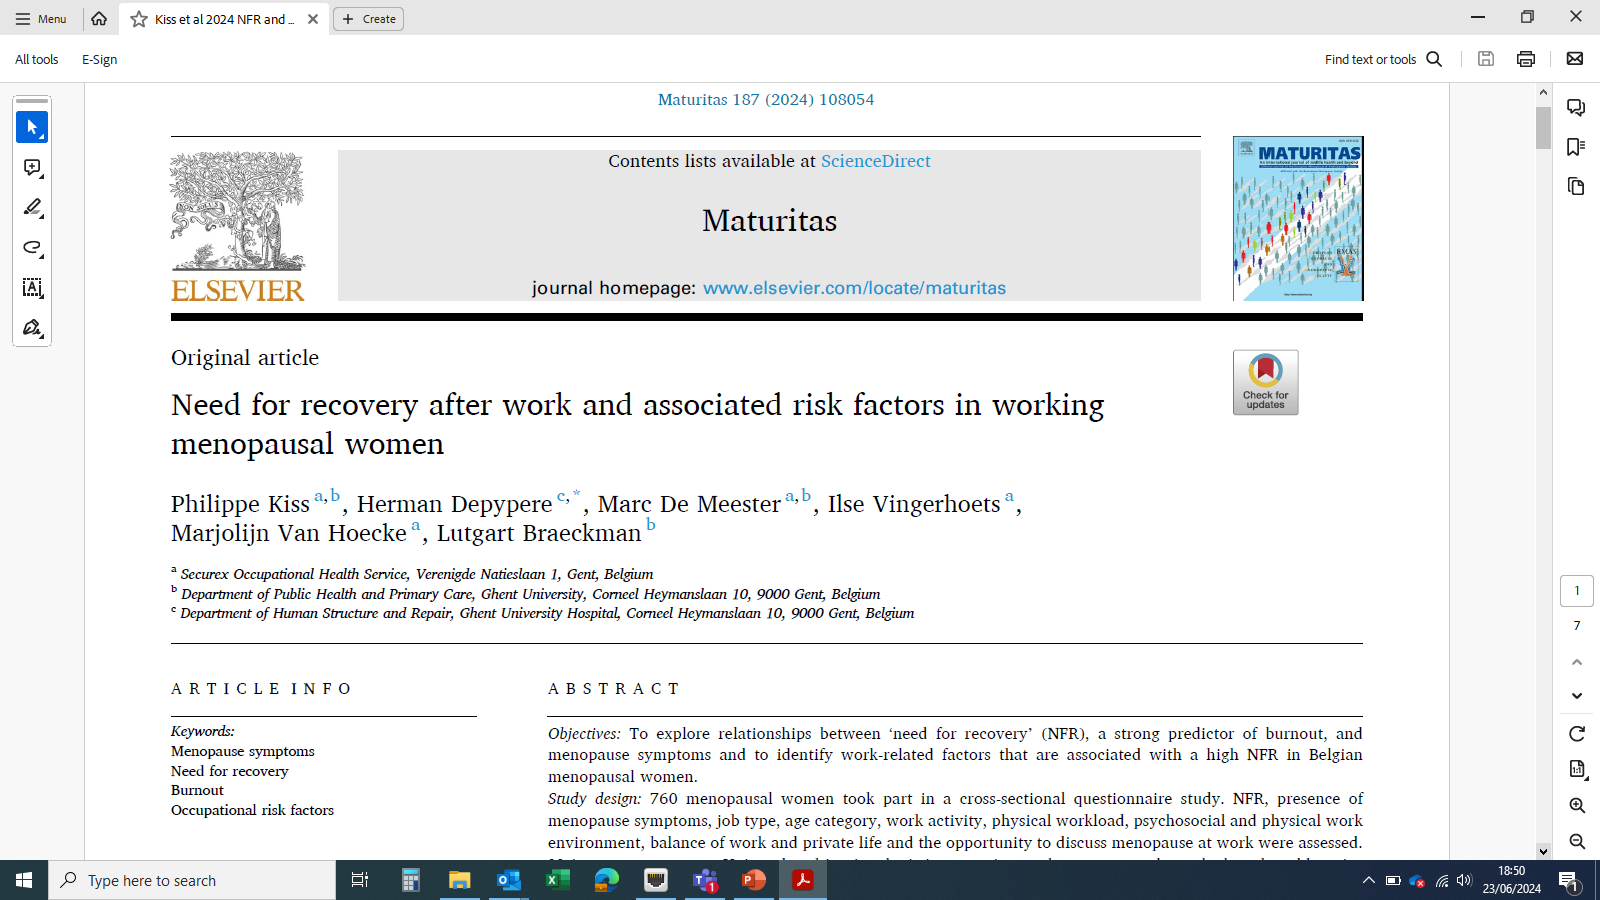 Menu
Kiss et al 2024 NFR and ...
Create
All tools
E-Sign
Find text or tools
Maturitas 187 (2024) 108054
Contents lists available at ScienceDirect
Maturitas
journal homepage: www.elsevier.com/locate/maturitas
ELSEVIER
MATURITAS
Original article
Check for
updates
Need for recovery after work and associated risk factors in working
menopausal women
Philippe Kiss a,b, Herman Depypere c,*, Marc De Meester a,b, Ilse Vingerhoets a,
Marjolijn Van Hoecke a, Lutgart Braeckman b
a Securex Occupational Health Service, Verenigde Natieslaan 1, Gent, Belgium
b Department of Public Health and Primary Care, Ghent University, Corneel Heymanslaan 10, 9000 Gent, Belgium
c Department of Human Structure and Repair, Ghent University Hospital, Corneel Heymanslaan 10, 9000 Gent, Belgium
ARTICLE INFO
Keywords:
Menopause symptoms
Need for recovery
Burnout
Occupational risk factors
ABSTRACT
Objectives: To explore relationships between ‘need for recovery’ (NFR), a strong predictor of burnout, and
menopause symptoms and to identify work-related factors that are associated with a high NFR in Belgian
menopausal women.
Study design: 760 menopausal women took part in a cross-sectional questionnaire study. NFR, presence of
menopause symptoms, job type, age category, work activity, physical workload, psychosocial and physical work
environment, balance of work and private life and the opportunity to discuss menopause at work were assessed.
1
7
Type here to search
1
18:50
23/06/2024
1